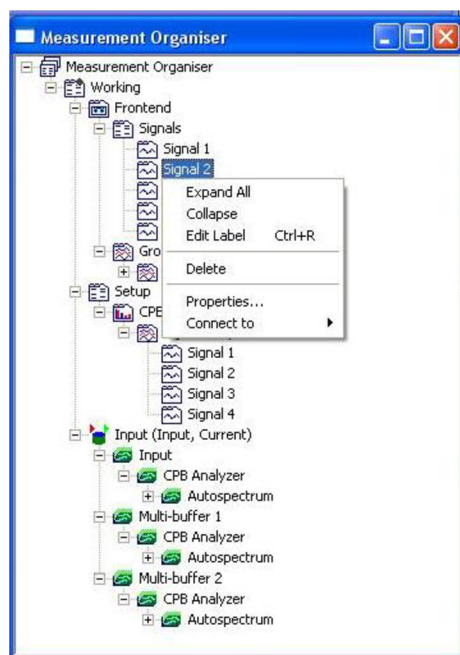 Measurement Organiser
Measurement Organiser
Working
Frontend
Signals
Signal 1
Signal 2
Expand All
Collapse
Edit Label Ctrl+R
Gro
Delete
Setup
Properties...
CPB
Connect to
Signal 1
Signal 2
Signal 3
Signal 4
Input (Input, Current)
Input
CPB Analyzer
Autospectrum
Multi-buffer 1
CPB Analyzer
Autospectrum
Multi-buffer 2
CPB Analyzer
Autospectrum